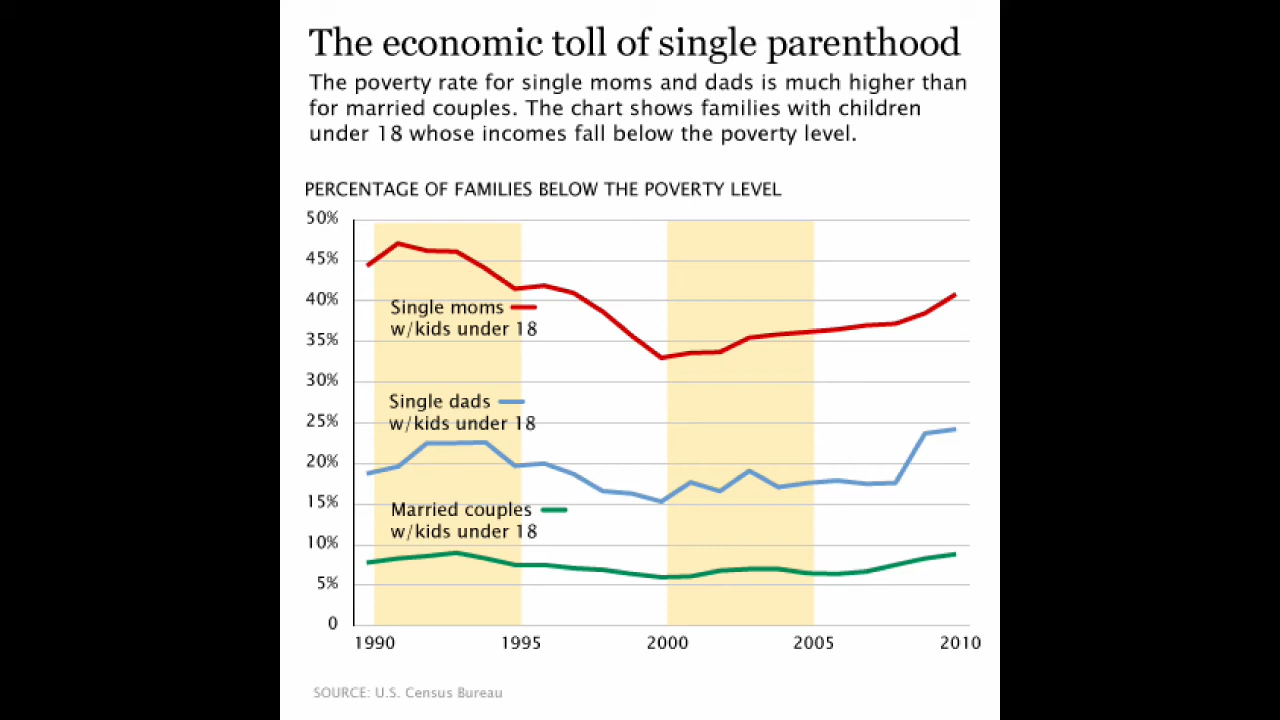 The economic toll of single parenthood
The poverty rate for single moms and dads is much higher than
for married couples. The chart shows families with children
under 18 whose incomes fall below the poverty level.
PERCENTAGE OF FAMILIES BELOW THE POVERTY LEVEL
50%
45%
40%
35%
30%
25%
20%
15%
10%
5%
0
Single moms
w/kids under 18
Single dads
w/kids under 18
Married couples
w/kids under 18
1990 1995 2000 2005 2010
SOURCE: U.S. Census Bureau